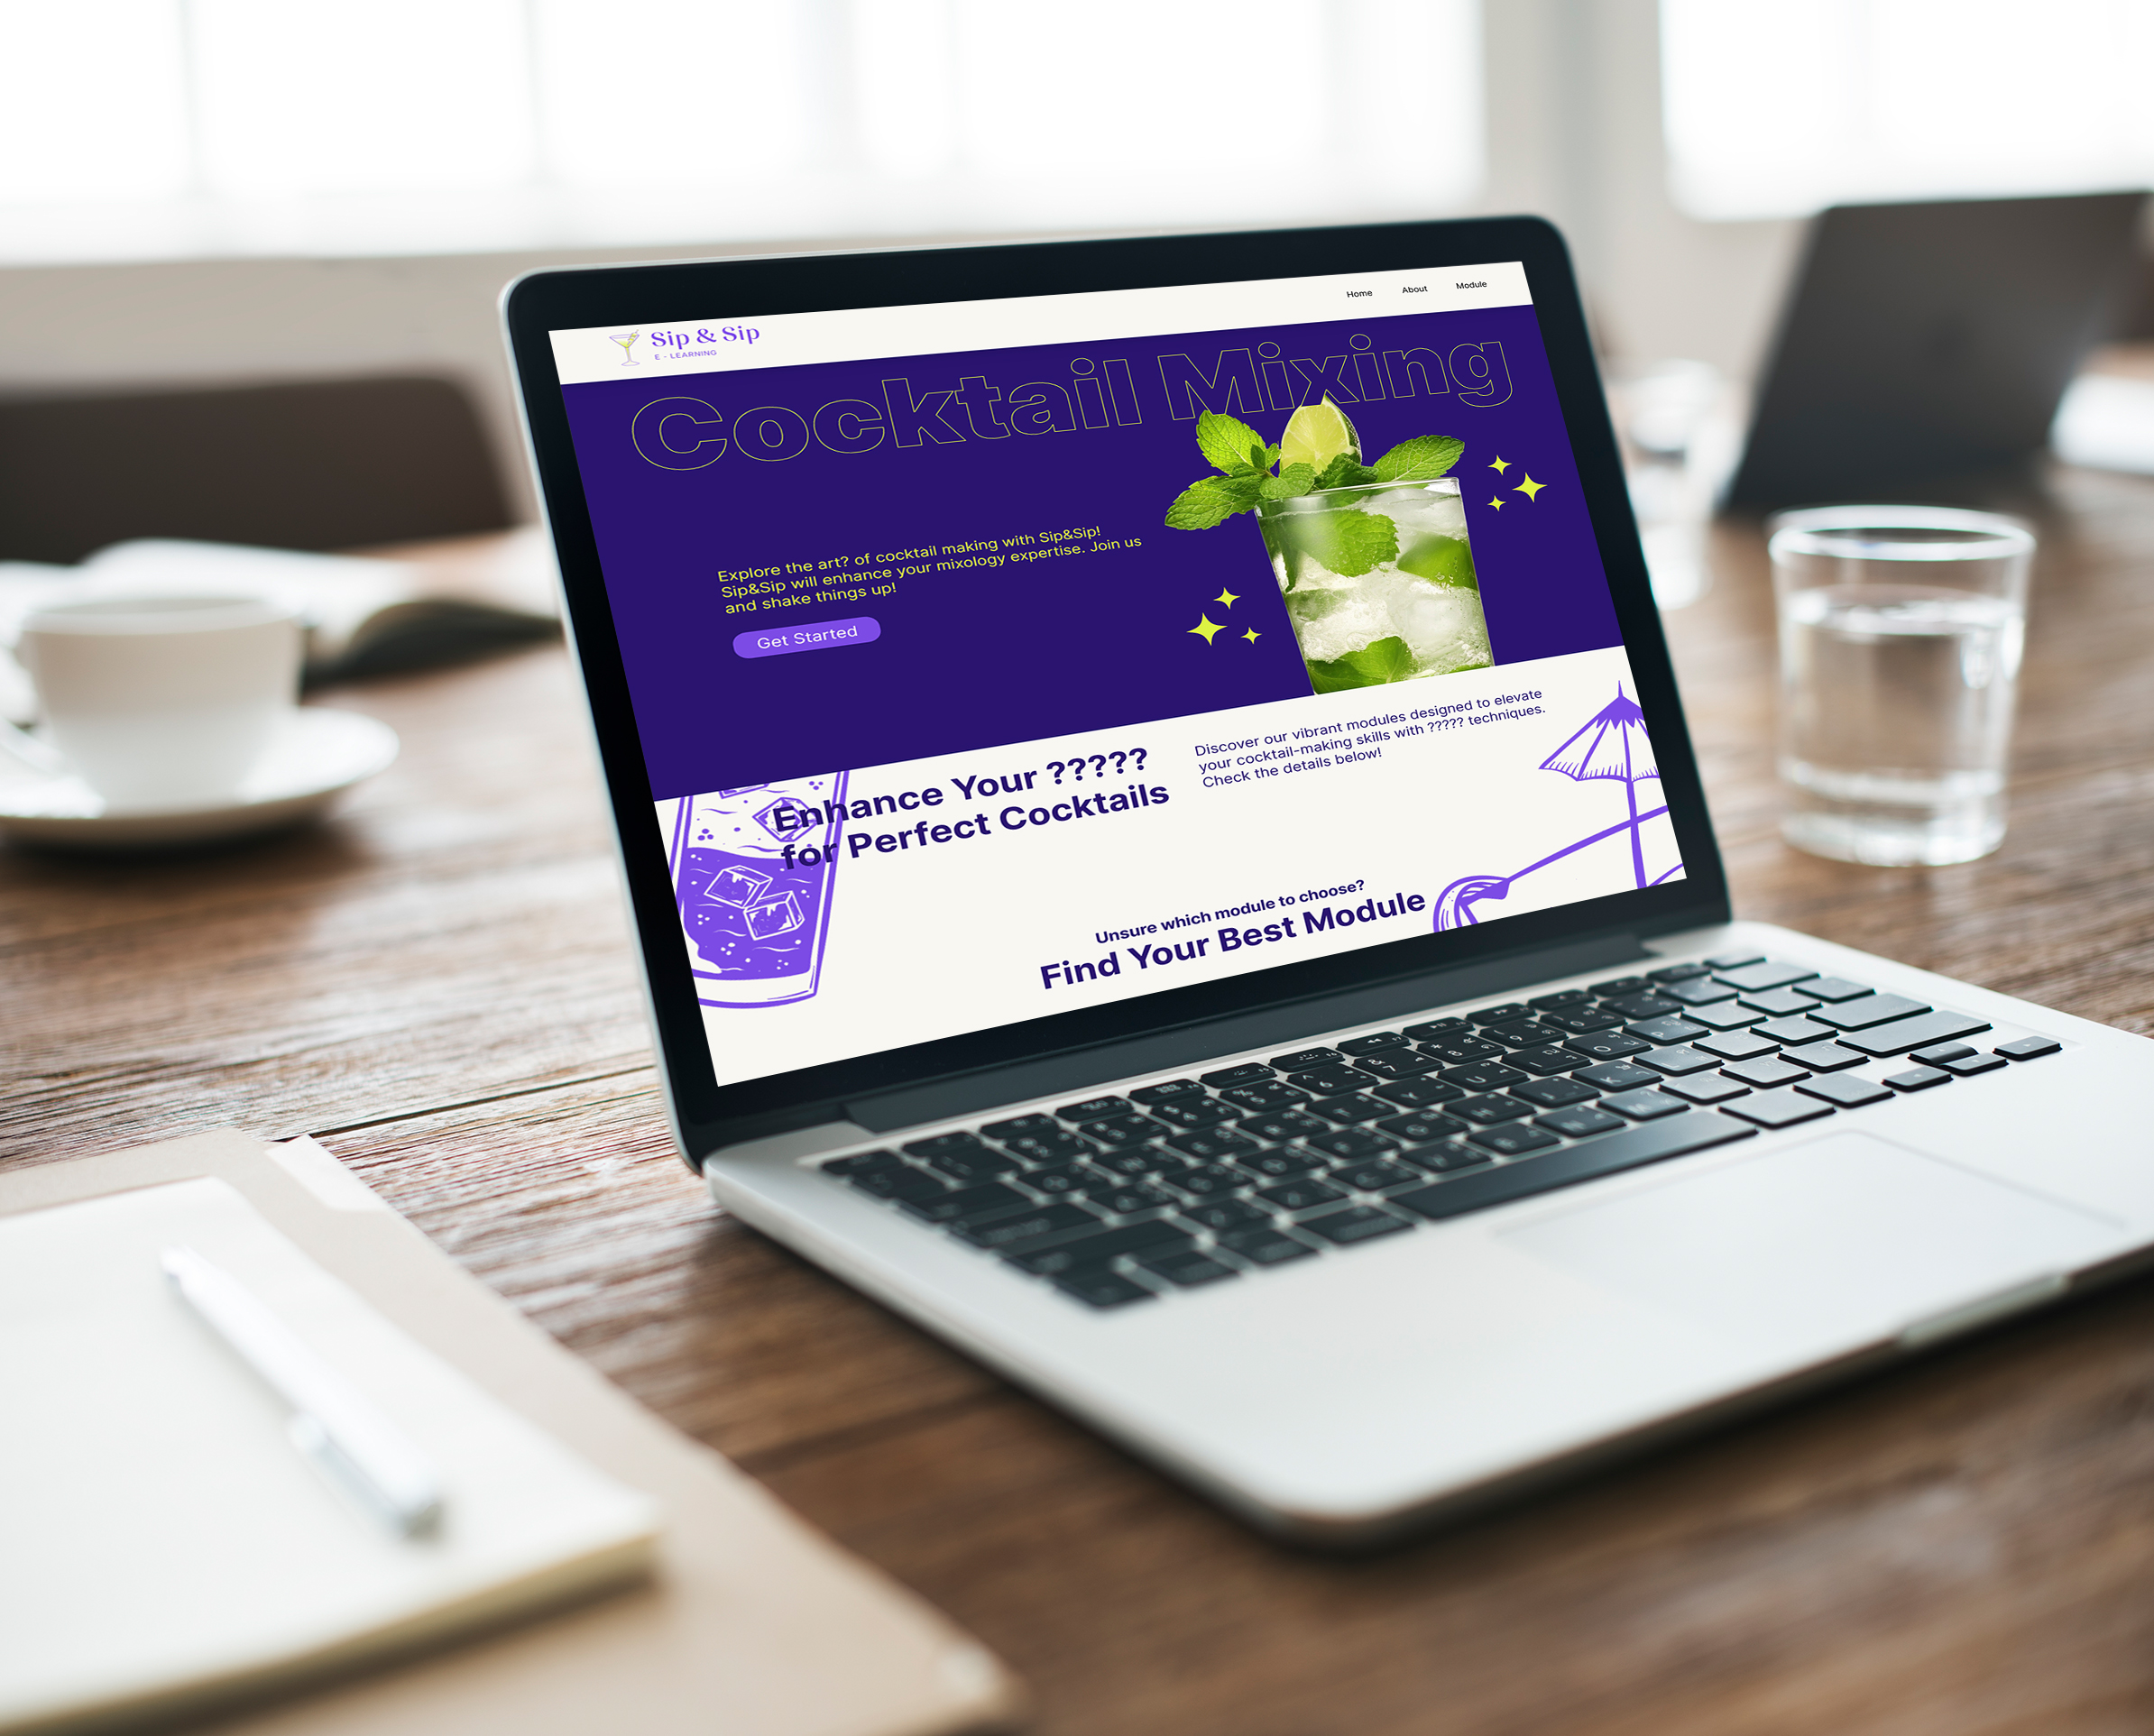 Sip & Sip
E - LEARNING
Home About Module
Cocktail Mixing
Explore the art? of cocktail making with Sip&Sip!
Sip&Sip will enhance your mixology expertise. Join us
and shake things up!
Get Started
Enhance Your ?????
for Perfect Cocktails
Discover our vibrant modules designed to elevate
your cocktail-making skills with ????? techniques.
Check the details below!
Unsure which module to choose?
Find Your Best Module